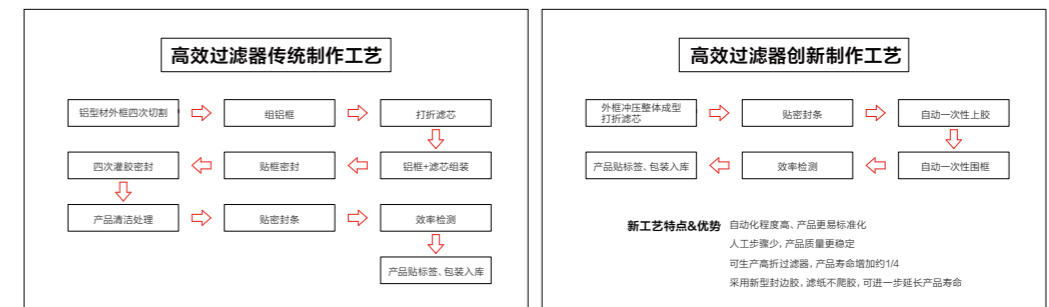 高效过滤器传统制作工艺
铝型材外框四次切割
组铝框
打折滤芯
四次灌胶密封
贴框密封
铝框+滤芯组装
产品清洁处理
贴密封条
效率检测
产品贴标签、包装入库
高效过滤器创新制作工艺
外框冲压整体成型
打折滤芯
贴密封条
自动一次性上胶
产品贴标签、包装入库
效率检测
自动一次性围框
新工艺特点&优势
自动化程度高、产品更易标准化
人工步骤少, 产品质量更稳定
可生产高折过滤器, 产品寿命增加约1/4
采用新型封边胶, 滤纸不爬胶, 可进一步延长产品寿命